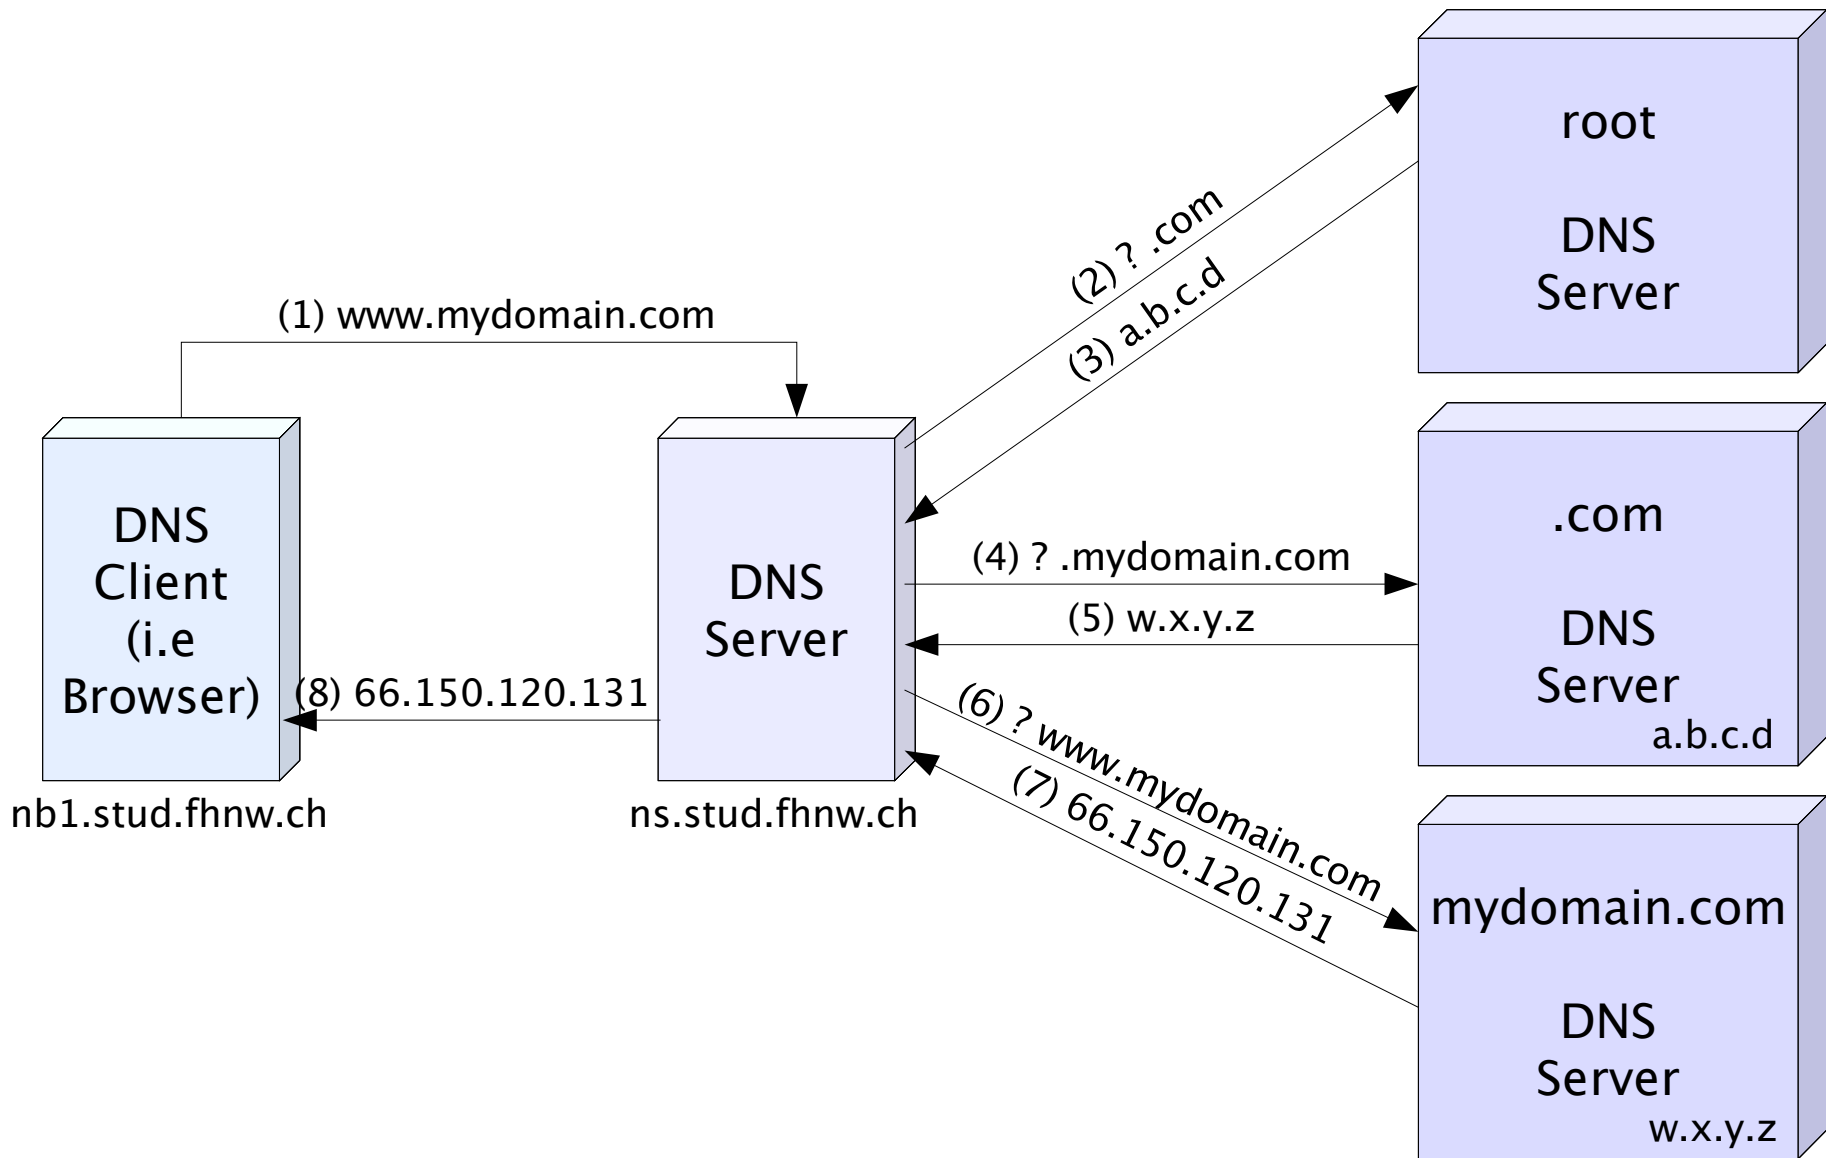 (1) www.mydomain.com
DNS
Client
(i.e
Browser)
nb1.stud.fhnw.ch
DNS
Server
ns.stud.fhnw.ch
(8) 66.150.120.131
(2) ? .com
(3) a.b.c.d
(4) ? .mydomain.com
(5) w.x.y.z
(6) ? www.mydomain.com
(7) 66.150.120.131
root
DNS
Server
.com
DNS
Server
a.b.c.d
mydomain.com
DNS
Server
w.x.y.z